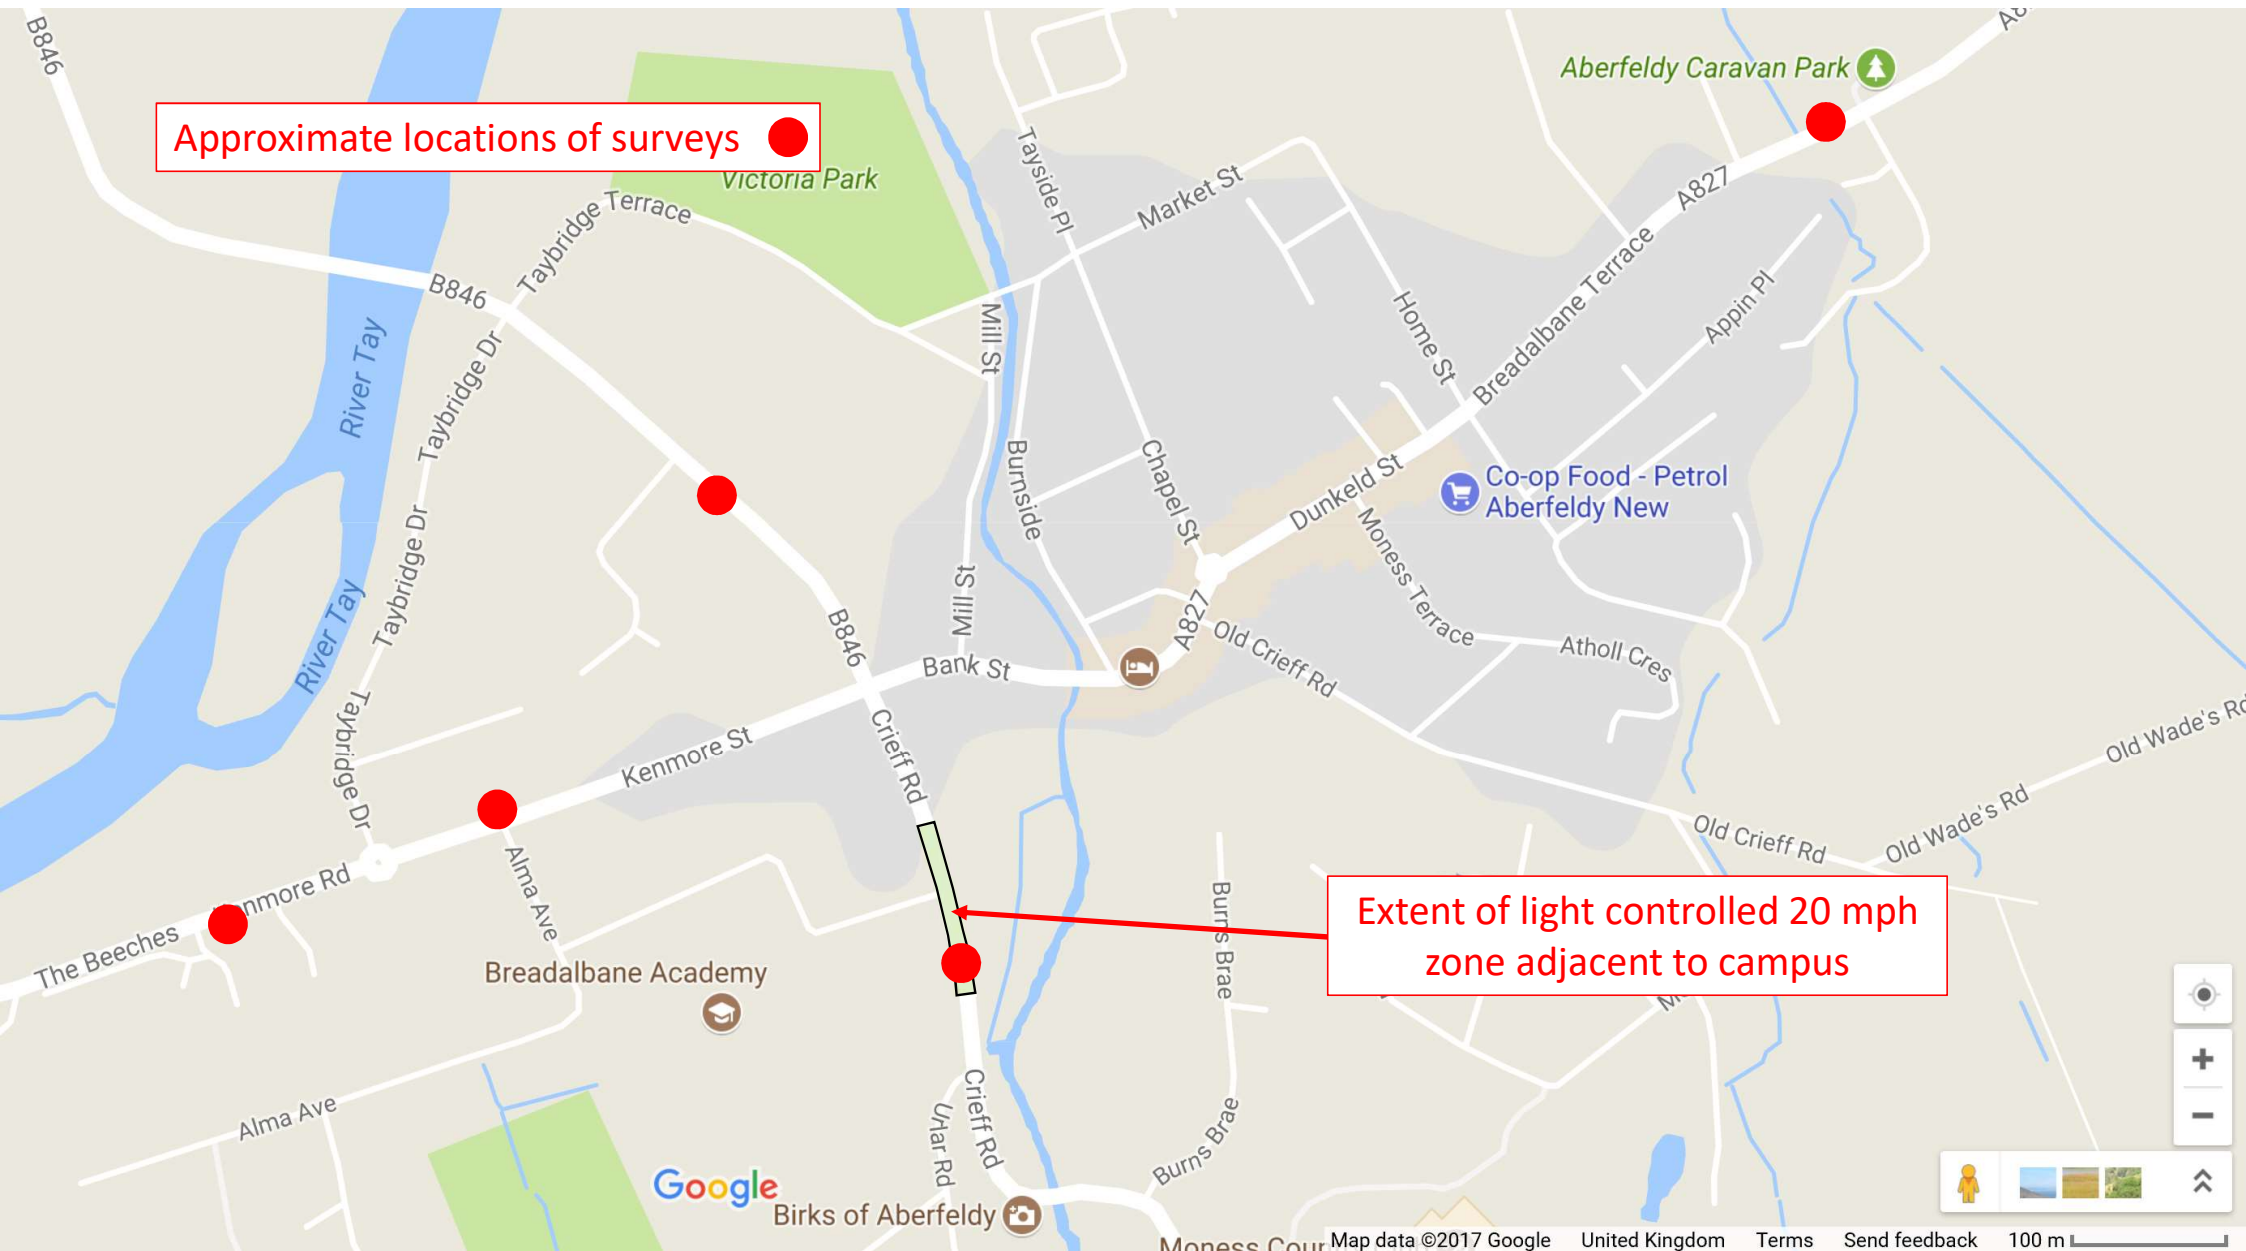 B846
A8
Aberfeldy Caravan Park
Approximate locations of surveys
Victoria Park
Tayside Pl
Market St
A827
Taybridge Terrace
B846
River Tay
Taybridge Dr
Mill St
Home St
Breadalbane Terrace
Appin Pl
Taybridge Dr
Burnside
Chapel St
Dunkeld St
Co-op Food - Petrol
Aberfeldy New
Moness Terrace
River Tay
Mill St
B846
A827
Old Crieff Rd
Atholl Cres
Bank St
Taybridge Dr
Kenmore St
Crieff Rd
Old Wade's Rd
Old Wade's Rd
Old Crieff Rd
Alma Ave
Burns Brae
Extent of light controlled 20 mph
zone adjacent to campus
Kenmore Rd
The Beeches
Breadalbane Academy
Alma Ave
Crieff Rd
Urlar Rd
Burns Brae
Google
Birks of Aberfeldy
Moness Coun
Map data ©2017 Google United Kingdom Terms Send feedback 100 m